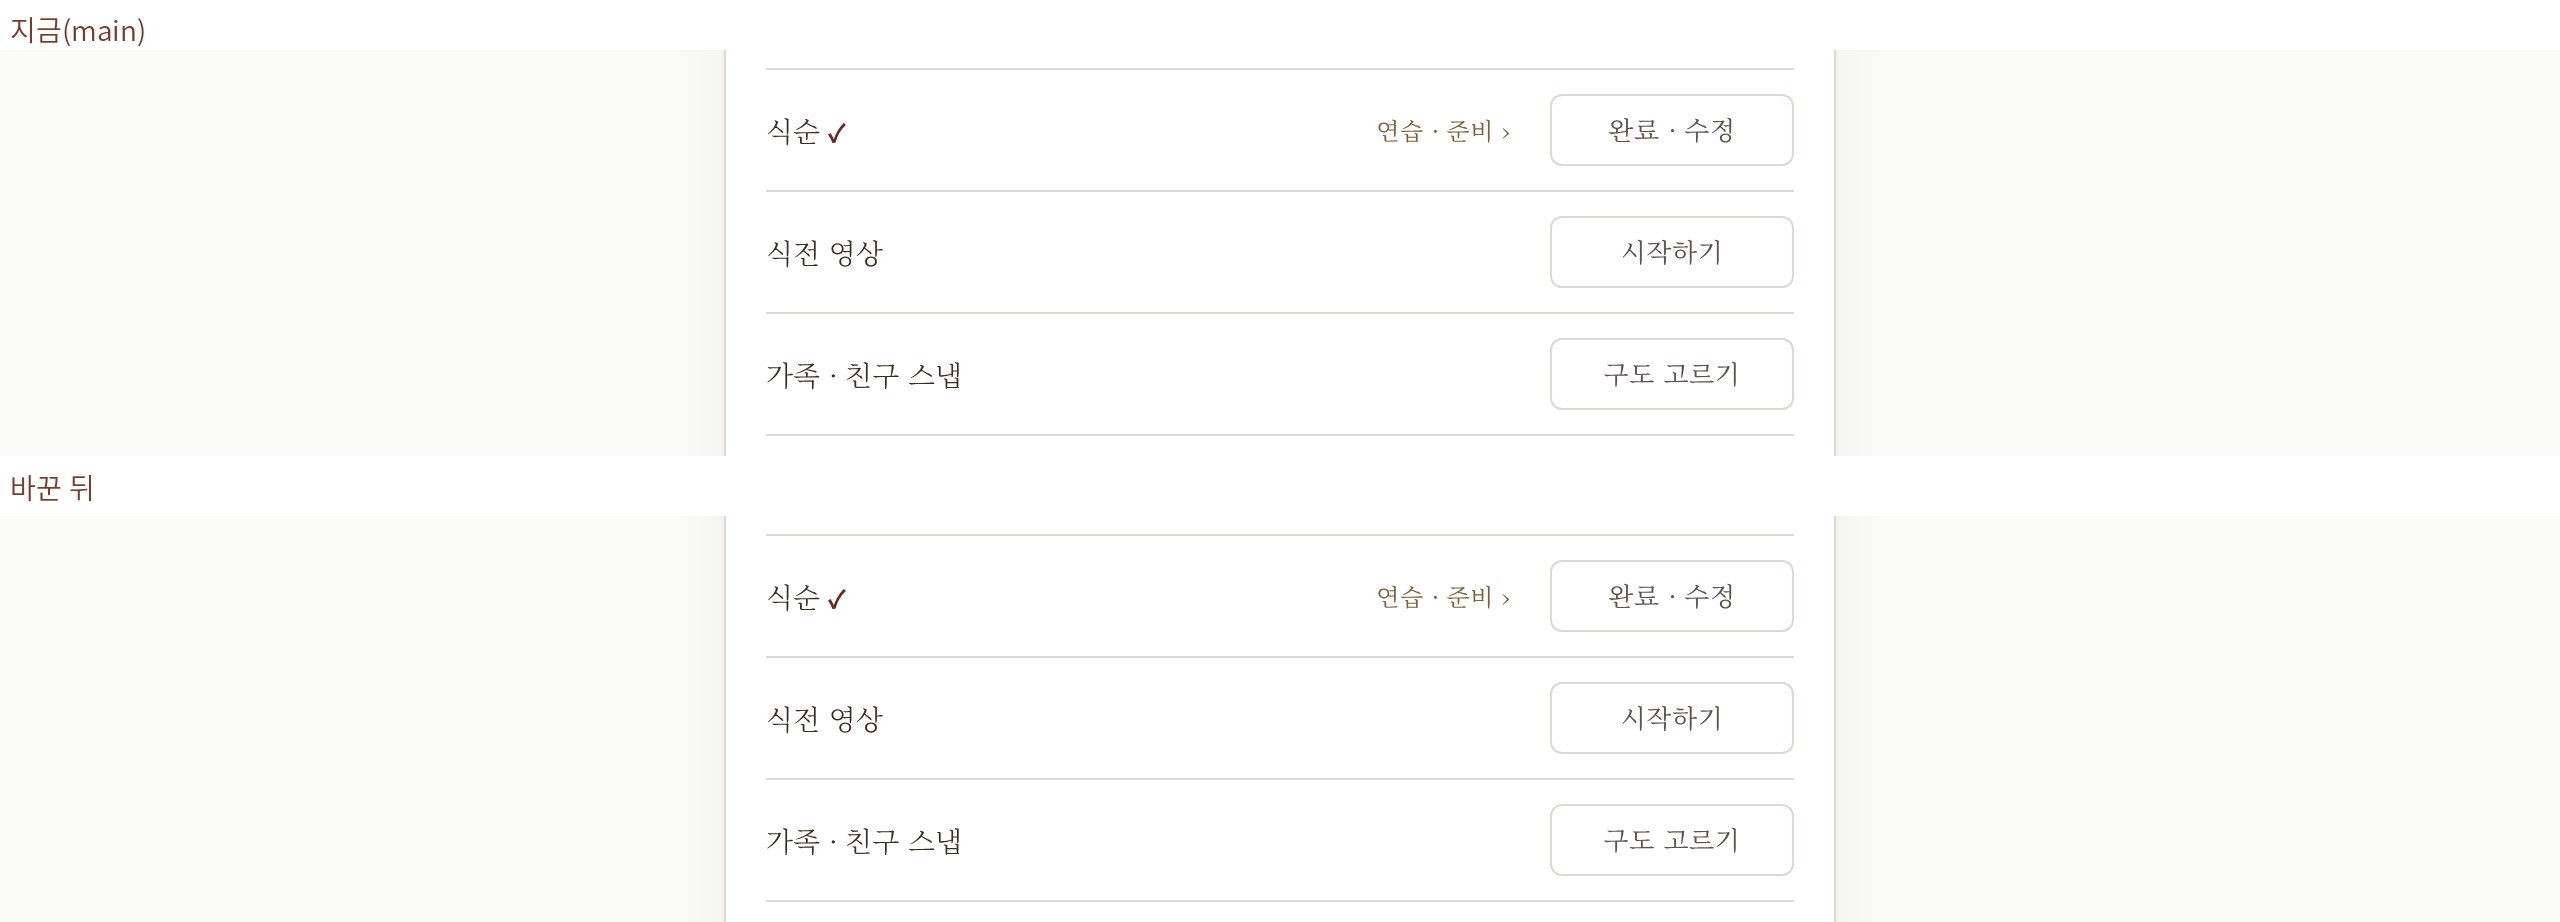 지금(main)
식순 ✓ 연습 · 준비 › 완료 · 수정
식전 영상 시작하기
가족 · 친구 스냅 구도 고르기
바꾼 뒤
식순 ✓ 연습 · 준비 › 완료 · 수정
식전 영상 시작하기
가족 · 친구 스냅 구도 고르기